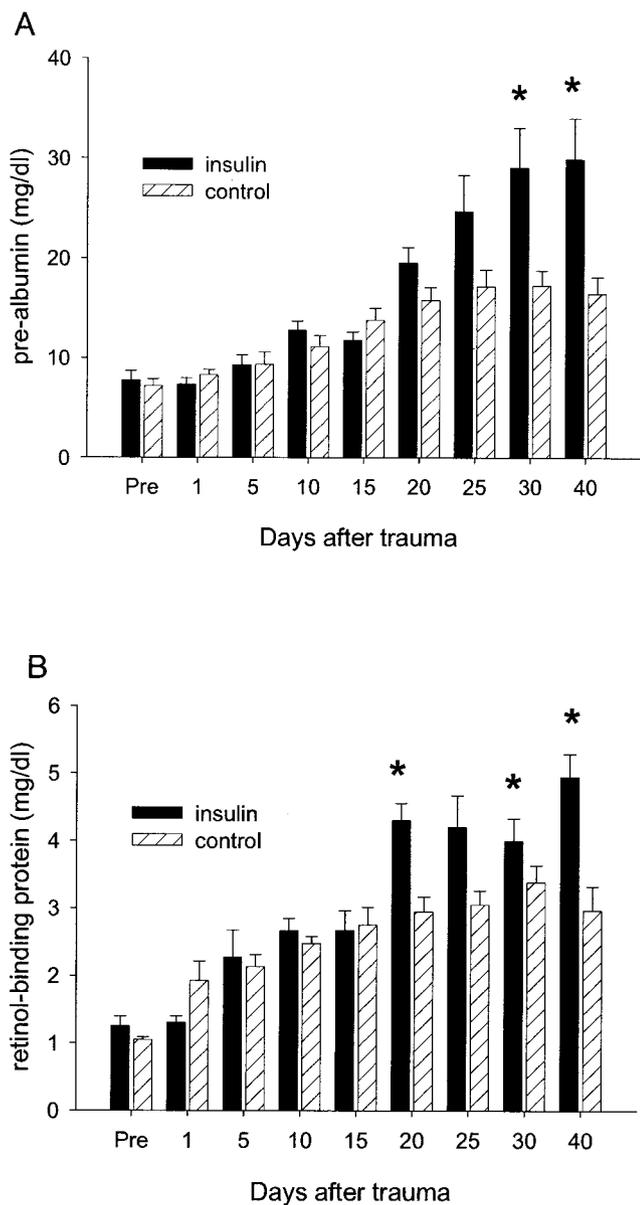 A
pre-albumin (mg/dl)
40
30
20
10
0
* *
insulin
control
Pre 1 5 10 15 20 25 30 40
Days after trauma
B
retinol-binding protein (mg/dl)
6
5
4
3
2
1
0
* * *
insulin
control
Pre 1 5 10 15 20 25 30 40
Days after trauma